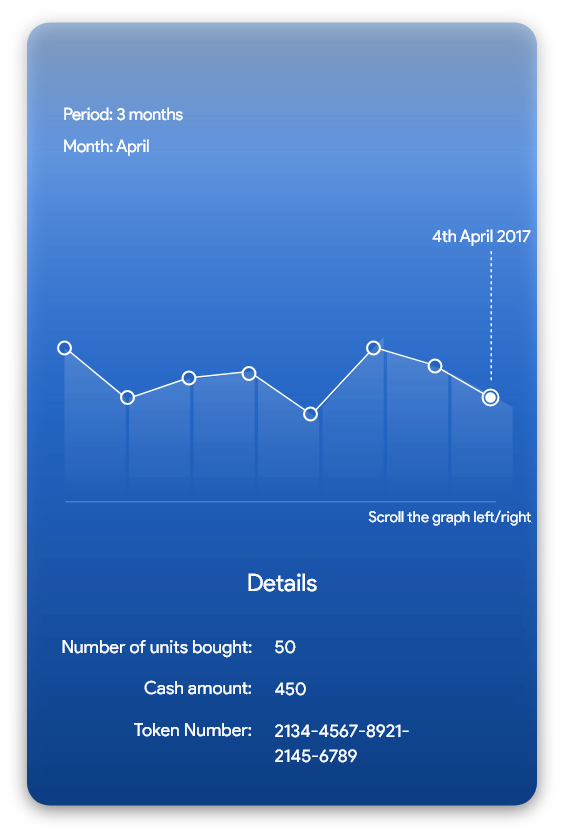 Period: 3 months
Month: April
4th April 2017
Scroll the graph left/right
Details
Number of units bought: 50
Cash amount: 450
Token Number: 2134-4567-8921-
2145-6789